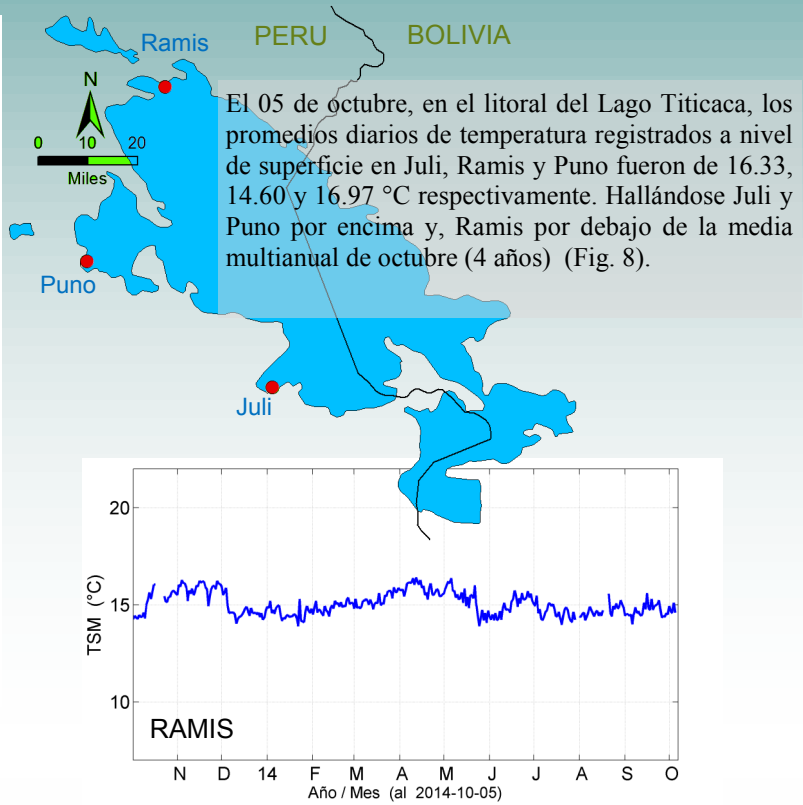 Ramis
PERU
BOLIVIA
N
0 10 20
Miles
El 05 de octubre, en el litoral del Lago Titicaca, los
promedios diarios de temperatura registrados a nivel
de superficie en Juli, Ramis y Puno fueron de 16.33,
14.60 y 16.97 °C respectivamente. Hallándose Juli y
Puno por encima y, Ramis por debajo de la media
multianual de octubre (4 años) (Fig. 8).
Puno
Juli
20
15
10
TSM (°C)
RAMIS
N D 14 F M A M J J A S O
Año / Mes (al 2014-10-05)